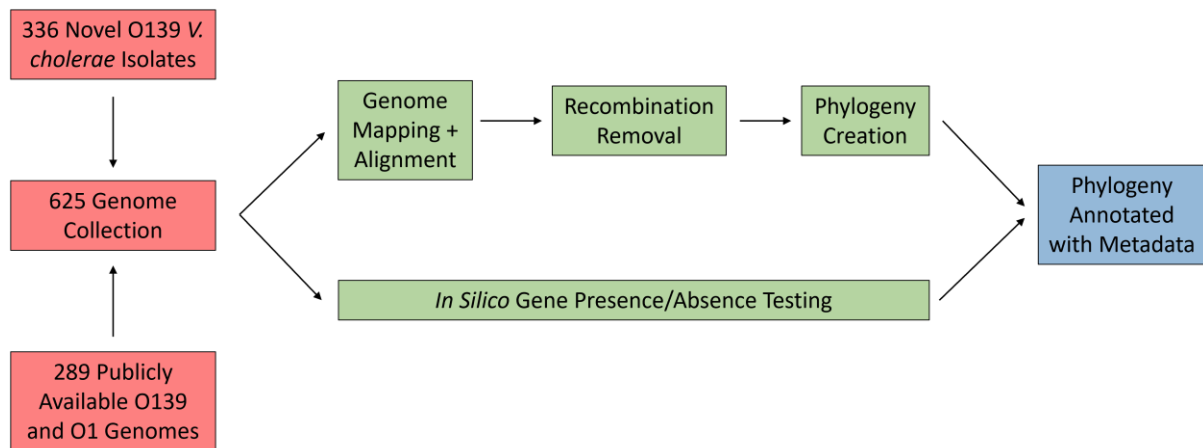 336 Novel O139 V.
cholerae Isolates
625 Genome
Collection
289 Publicly
Available O139
and O1 Genomes
Genome
Mapping +
Alignment
Recombination
Removal
Phylogeny
Creation
In Silico Gene Presence/Absence Testing
Phylogeny
Annotated
with Metadata